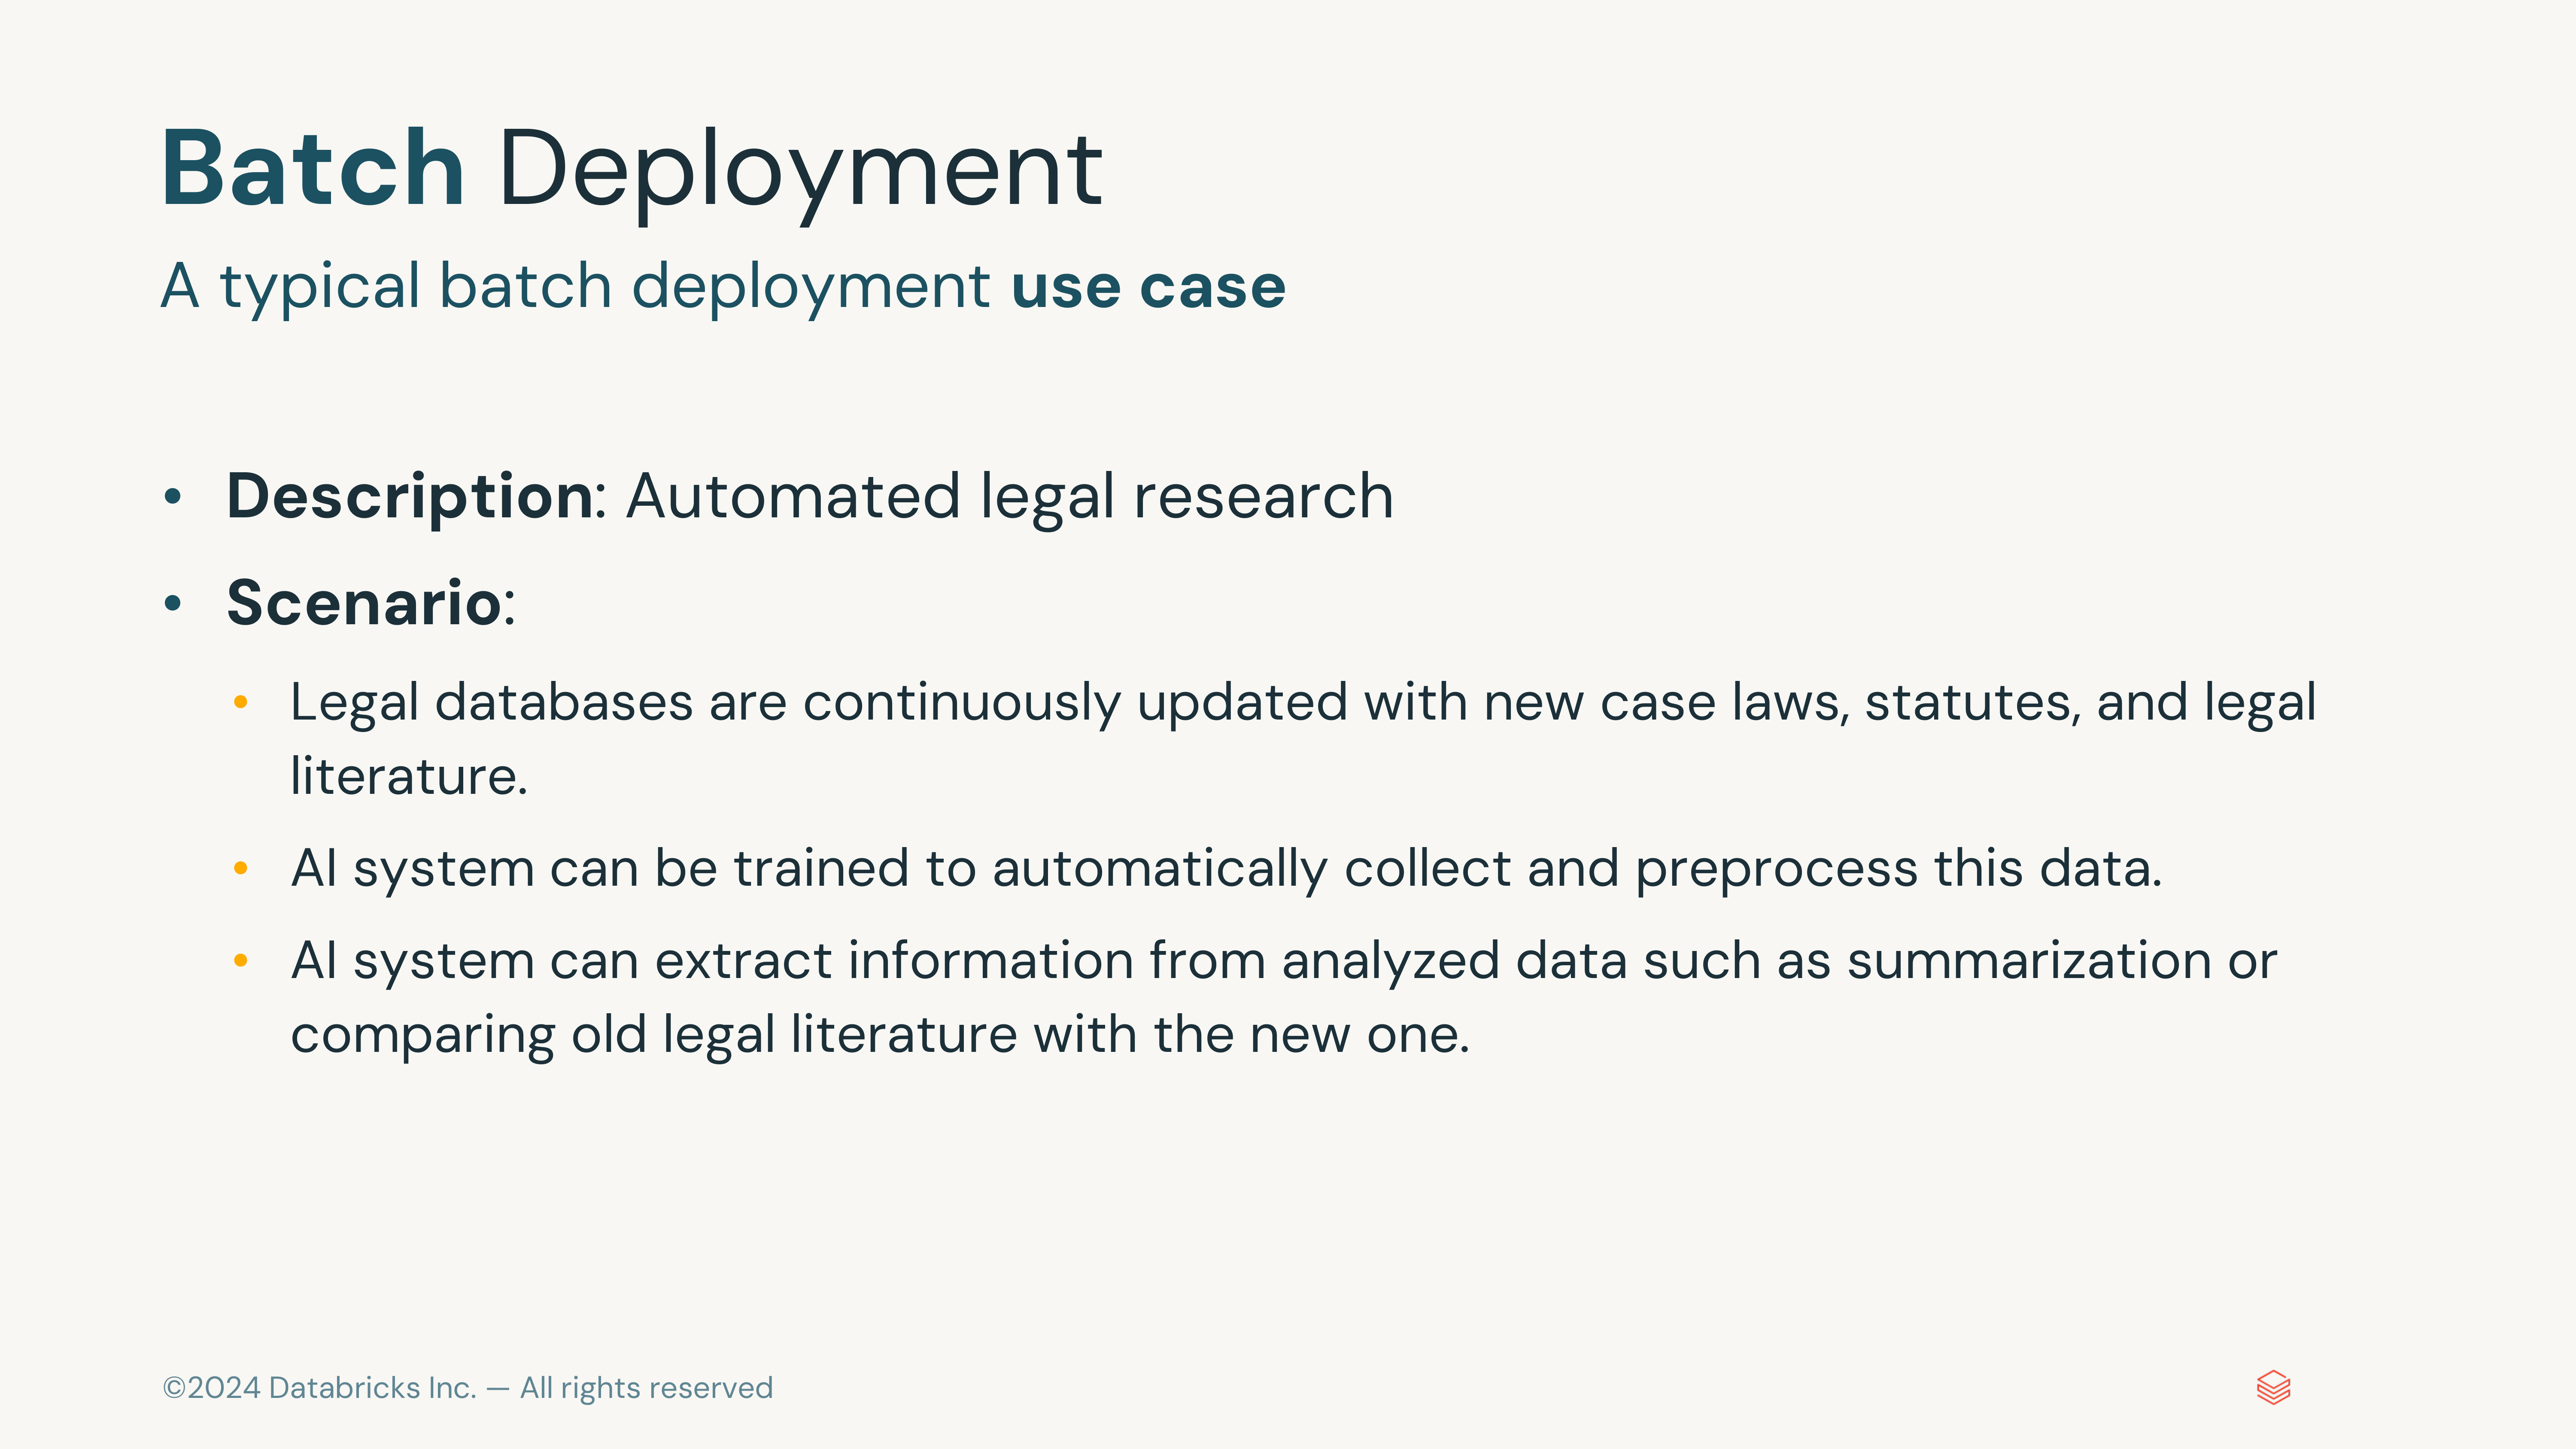 Batch Deployment
A typical batch deployment use case
• Description: Automated legal research
• Scenario:
• Legal databases are continuously updated with new case laws, statutes, and legal
literature.
• AI system can be trained to automatically collect and preprocess this data.
• AI system can extract information from analyzed data such as summarization or
comparing old legal literature with the new one.
©2024 Databricks Inc. — All rights reserved